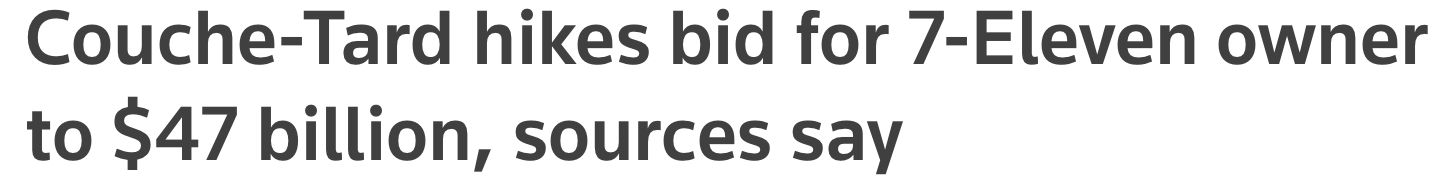 Couche-Tard hikes bid for 7-Eleven owner
to $47 billion, sources say